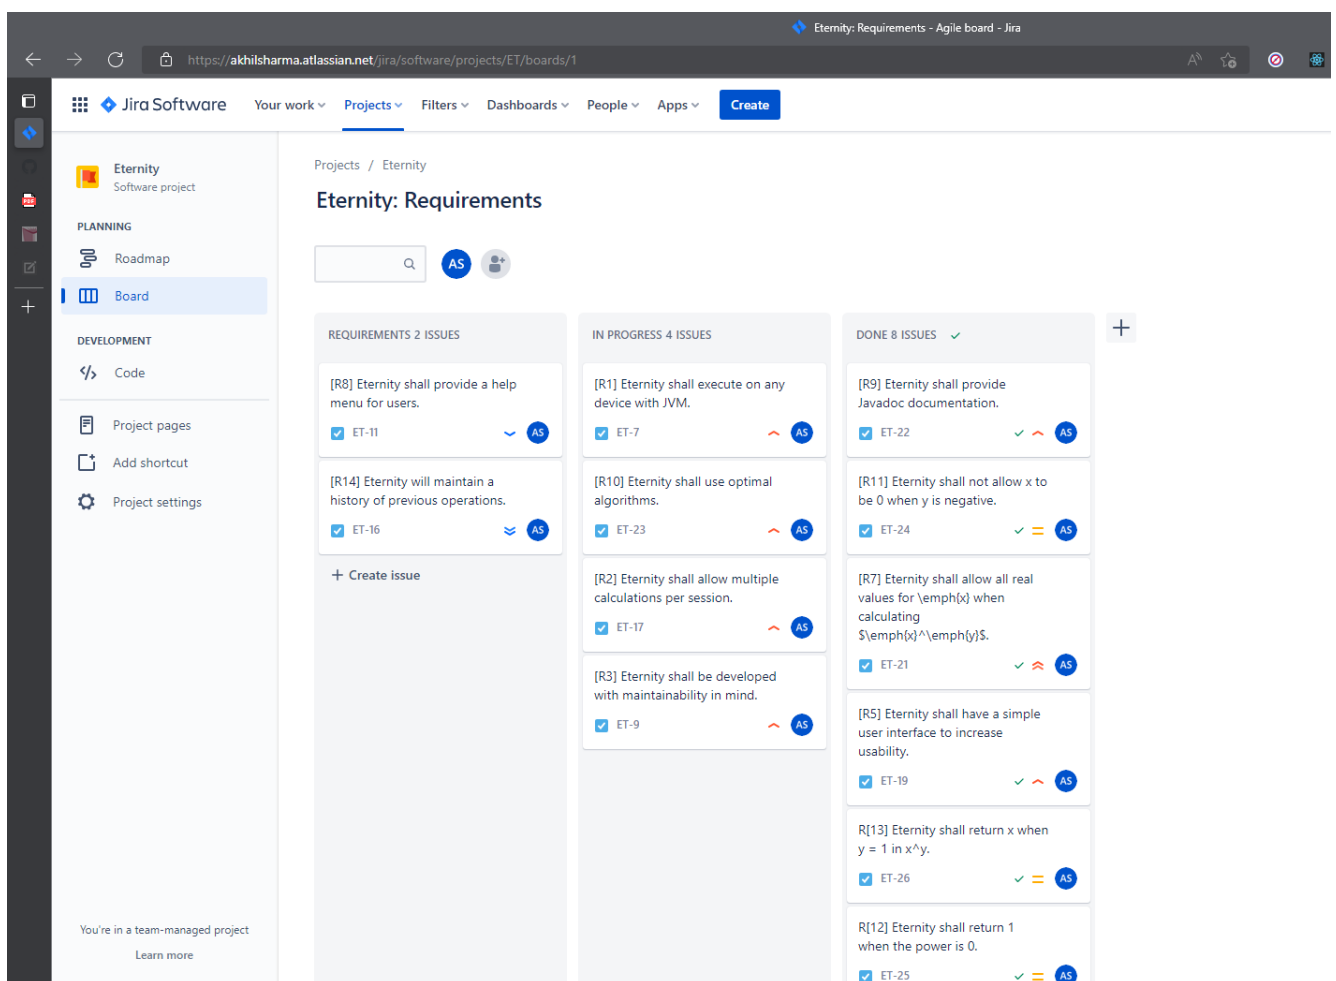 Eternity: Requirements - Agile board - Jira
https://akhilsharma.atlassian.net/jira/software/projects/ET/boards/1
Jira Software Your work Projects Filters Dashboards People Apps Create
Eternity
Software project
PLANNING
Roadmap
Board
DEVELOPMENT
Code
Project pages
Add shortcut
Project settings
You're in a team-managed project
Learn more
Projects / Eternity
Eternity: Requirements
AS
REQUIREMENTS 2 ISSUES
[R8] Eternity shall provide a help
menu for users.
ET-11 AS
[R14] Eternity will maintain a
history of previous operations.
ET-16 AS
+ Create issue
IN PROGRESS 4 ISSUES
[R1] Eternity shall execute on any
device with JVM.
ET-7 AS
[R10] Eternity shall use optimal
algorithms.
ET-23 AS
[R2] Eternity shall allow multiple
calculations per session.
ET-17 AS
[R3] Eternity shall be developed
with maintainability in mind.
ET-9 AS
DONE 8 ISSUES
[R9] Eternity shall provide
Javadoc documentation.
ET-22 AS
[R11] Eternity shall not allow x to
be 0 when y is negative.
ET-24 AS
[R7] Eternity shall allow all real
values for \emph{x} when
calculating
$\emph{x}^\emph{y}$.
ET-21 AS
[R5] Eternity shall have a simple
user interface to increase
usability.
ET-19 AS
R[13] Eternity shall return x when
y = 1 in x^y.
ET-26 AS
R[12] Eternity shall return 1
when the power is 0.
ET-25 AS